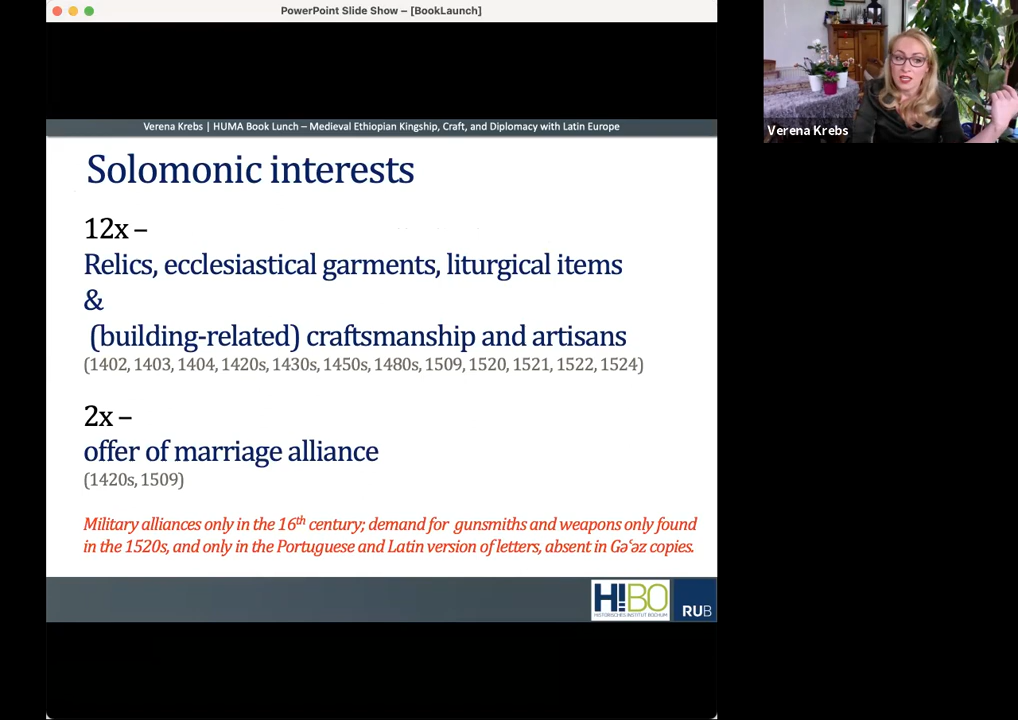 PowerPoint Slide Show – [BookLaunch]
Verena Krebs | HUMA Book Lunch – Medieval Ethiopian Kingship, Craft, and Diplomacy with Latin Europe
Verena Krebs
Solomonic interests
12x –
Relics, ecclesiastical garments, liturgical items
&
(building-related) craftsmanship and artisans
(1402, 1403, 1404, 1420s, 1430s, 1450s, 1480s, 1509, 1520, 1521, 1522, 1524)
2x –
offer of marriage alliance
(1420s, 1509)
Military alliances only in the 16th century; demand for gunsmiths and weapons only found
in the 1520s, and only in the Portuguese and Latin version of letters, absent in Gəʿəz copies.
H!BO
HISTORISCHES INSTITUT BOCHUM
RUB